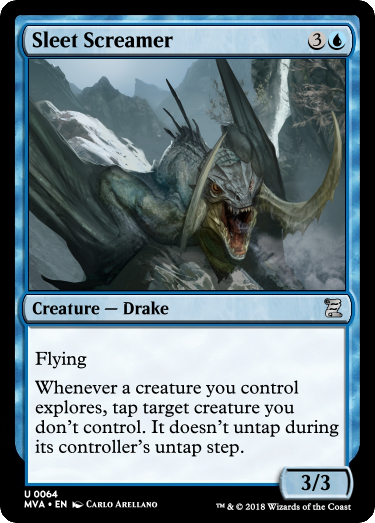 Sleet Screamer 3
Creature — Drake
Flying
Whenever a creature you control
explores, tap target creature you
don't control. It doesn't untap during
its controller's untap step.
3/3
U 0064
MVA • EN Carlo Arellano
™ & © 2018 Wizards of the Coast